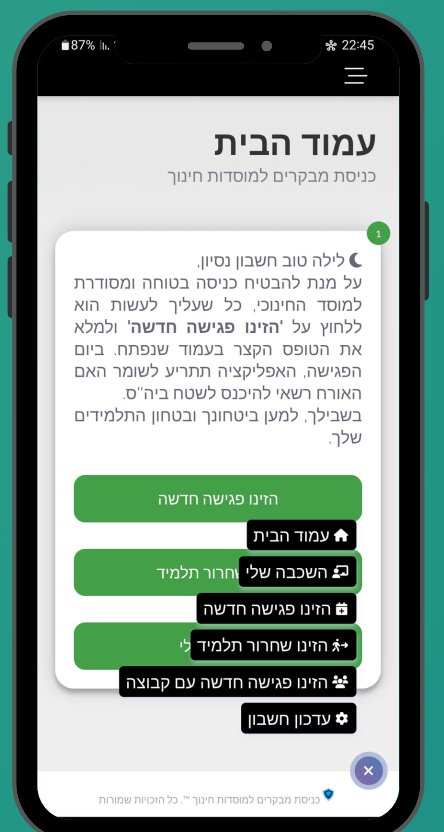 87%
22:45
עמוד הבית
כניסת מבקרים למוסדות חינוך
1
לילה טוב חשבון נסיון,
על מנת להבטיח כניסה בטוחה ומסודרת
למוסד החינוכי, כל שעליך לעשות הוא
ללחוץ על 'הזינו פגישה חדשה' ולמלא
את הטופס הקצר בעמוד שנפתח. ביום
הפגישה, האפליקציה תתריע לשומר האם
האורח רשאי להיכנס לשטח ביה''ס.
בשבילך, למען ביטחונך ובטחון התלמידים
שלך.
הזינו פגישה חדשה
עמוד הבית
שחרור תלמיד
השכבה שלי
הזינו פגישה חדשה
הזינו שחרור תלמיד
הזינו פגישה חדשה עם קבוצה
עדכון חשבון
כניסת מבקרים למוסדות חינוך ™. כל הזכויות שמורות